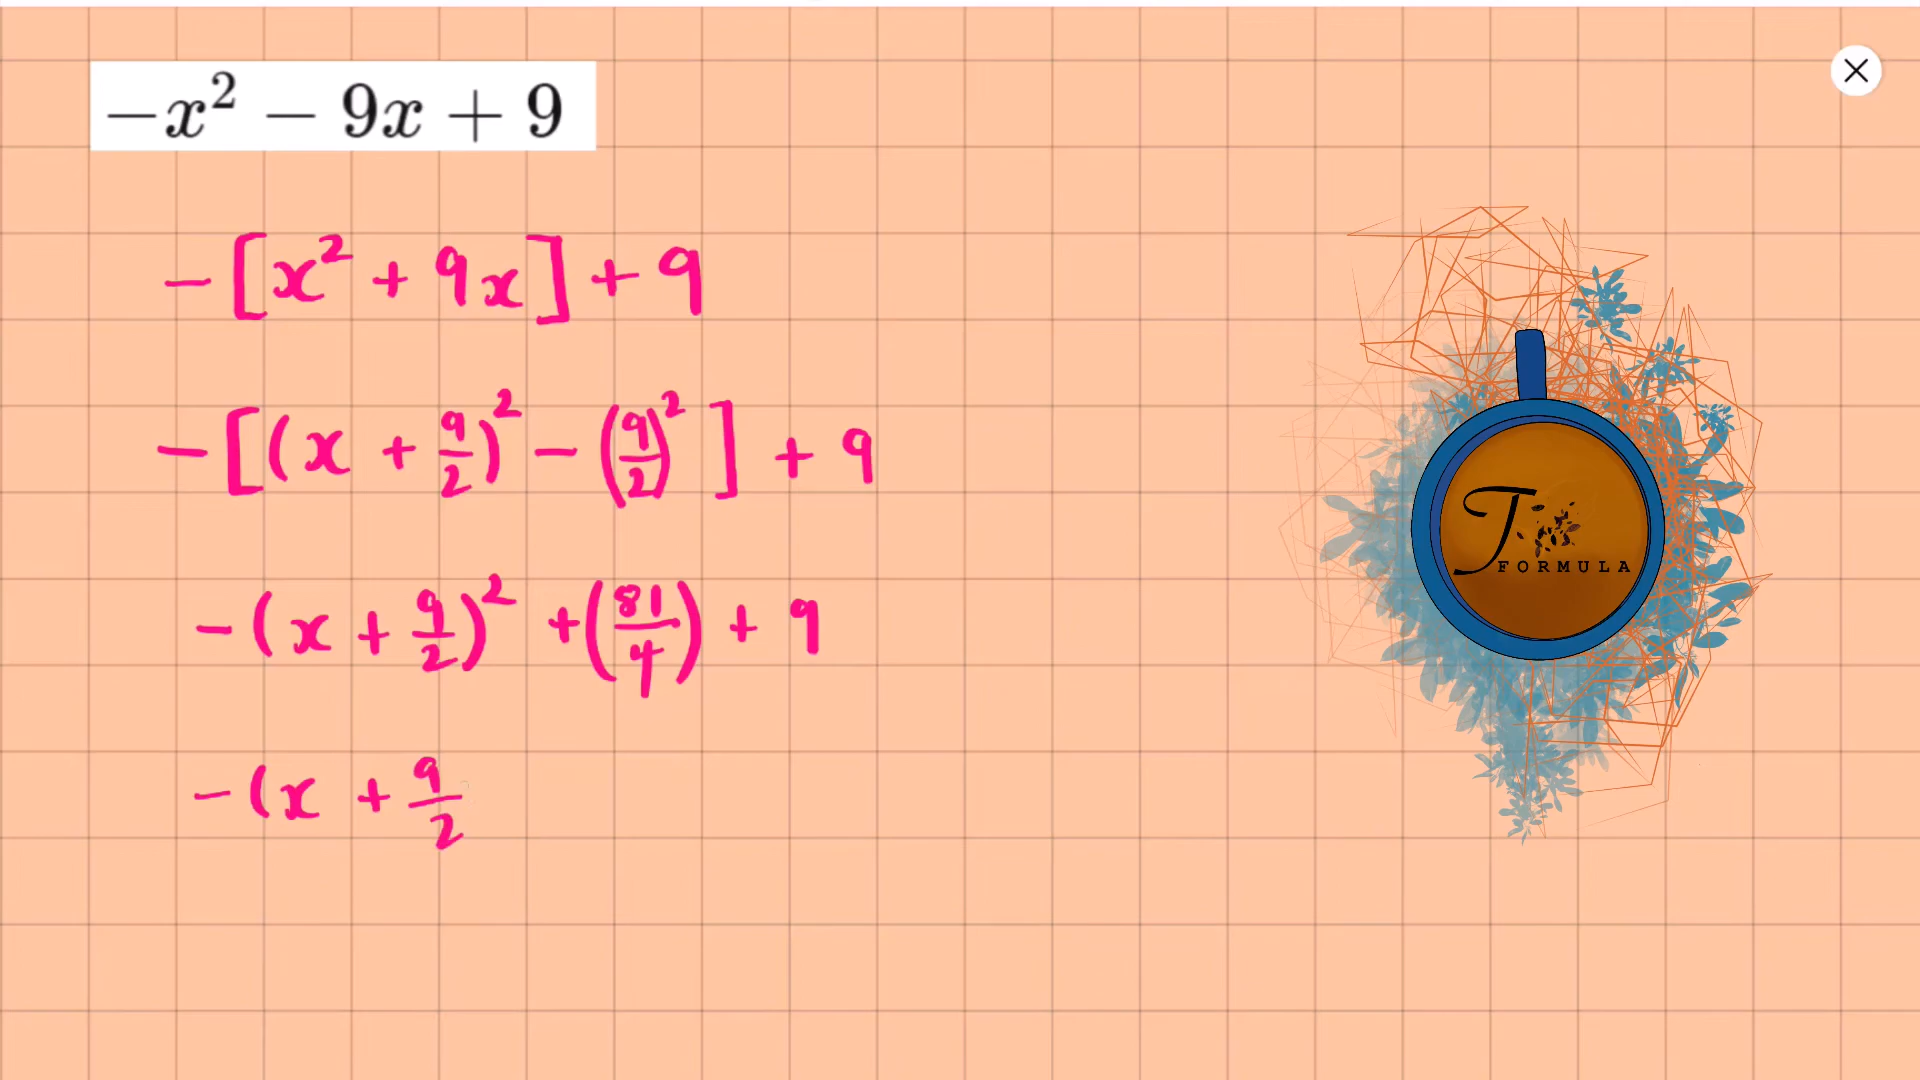 −x² − 9x + 9
−[x² + 9x] + 9
−[(x + 9/2)² − (9/2)²] + 9
−(x + 9/2)² + (81/4) + 9
−(x + 9/2
T
FORMULA